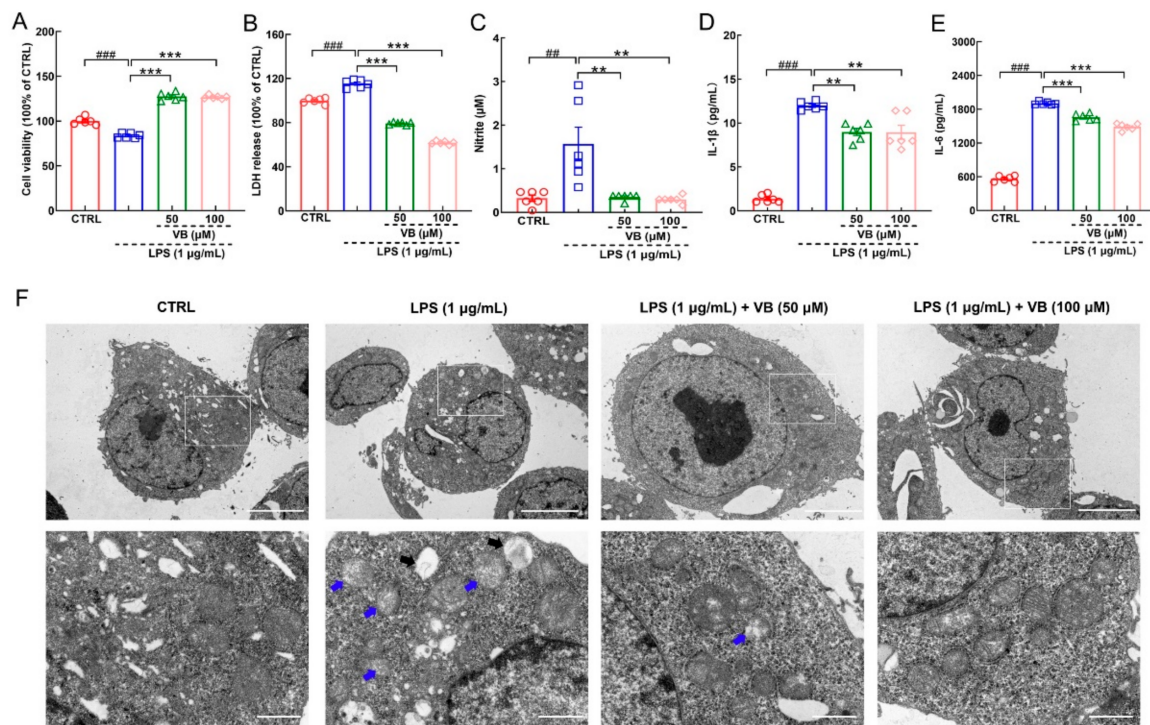 A
Cell viability (100% of CTRL)
200
150
100
50
0
###
***
***
CTRL
50
100
VB (µM)
LPS (1 µg/mL)
B
LDH release (100% of CTRL)
200
150
100
50
0
###
***
***
CTRL
50
100
VB (µM)
LPS (1 µg/mL)
C
Nitrite (µM)
4
3
2
1
0
##
**
**
CTRL
50
100
VB (µM)
LPS (1 µg/mL)
D
IL-1β (pg/mL)
20
15
10
5
0
###
**
**
CTRL
50
100
VB (µM)
LPS (1 µg/mL)
E
IL-6 (pg/mL)
3000
2400
1800
1200
600
0
###
***
***
CTRL
50
100
VB (µM)
LPS (1 µg/mL)
F
CTRL
LPS (1 µg/mL)
LPS (1 µg/mL) + VB (50 µM)
LPS (1 µg/mL) + VB (100 µM)